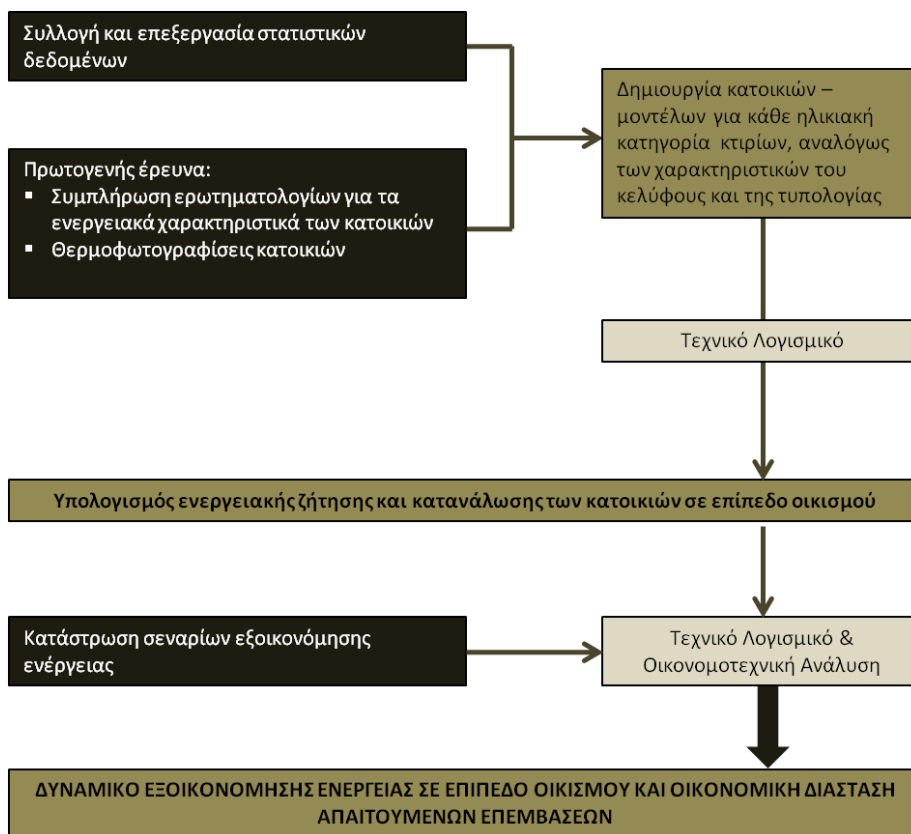 Συλλογή και επεξεργασία στατιστικών
δεδομένων
Δημιουργία κατοικιών –
μοντέλων για κάθε ηλικιακή
κατηγορία κτιρίων, αναλόγως
των χαρακτηριστικών του
κελύφους και της τυπολογίας
Πρωτογενής έρευνα:
▪ Συμπλήρωση ερωτηματολογίων για τα
ενεργειακά χαρακτηριστικά των κατοικιών
▪ Θερμοφωτογραφίσεις κατοικιών
Τεχνικό Λογισμικό
Υπολογισμός ενεργειακής ζήτησης και κατανάλωσης των κατοικιών σε επίπεδο οικισμού
Κατάστρωση σεναρίων εξοικονόμησης
ενέργειας
Τεχνικό Λογισμικό &
Οικονομοτεχνική Ανάλυση
ΔΥΝΑΜΙΚΟ ΕΞΟΙΚΟΝΟΜΗΣΗΣ ΕΝΕΡΓΕΙΑΣ ΣΕ ΕΠΙΠΕΔΟ ΟΙΚΙΣΜΟΥ ΚΑΙ ΟΙΚΟΝΟΜΙΚΗ ΔΙΑΣΤΑΣΗ
ΑΠΑΙΤΟΥΜΕΝΩΝ ΕΠΕΜΒΑΣΕΩΝ